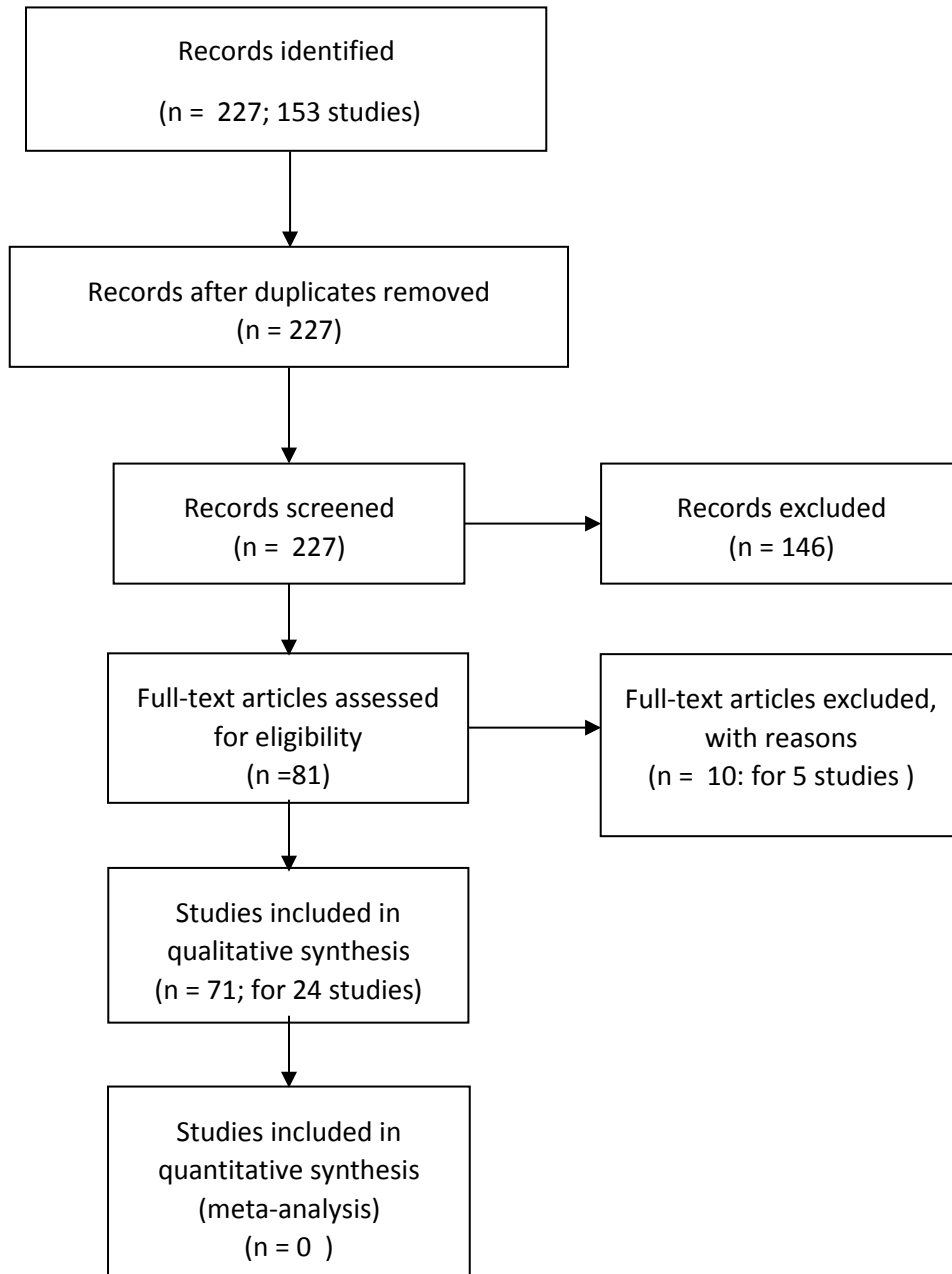 Records identified
(n =  227; 153 studies)
Records after duplicates removed
(n = 227)
Records screened
(n =  227)
Records excluded
(n = 146)
Full-text articles assessed
for eligibility
(n =81)
Full-text articles excluded,
with reasons
(n =  10: for 5 studies )
Studies included in
qualitative synthesis
(n = 71; for 24 studies)
Studies included in
quantitative synthesis
(meta-analysis)
(n = 0  )